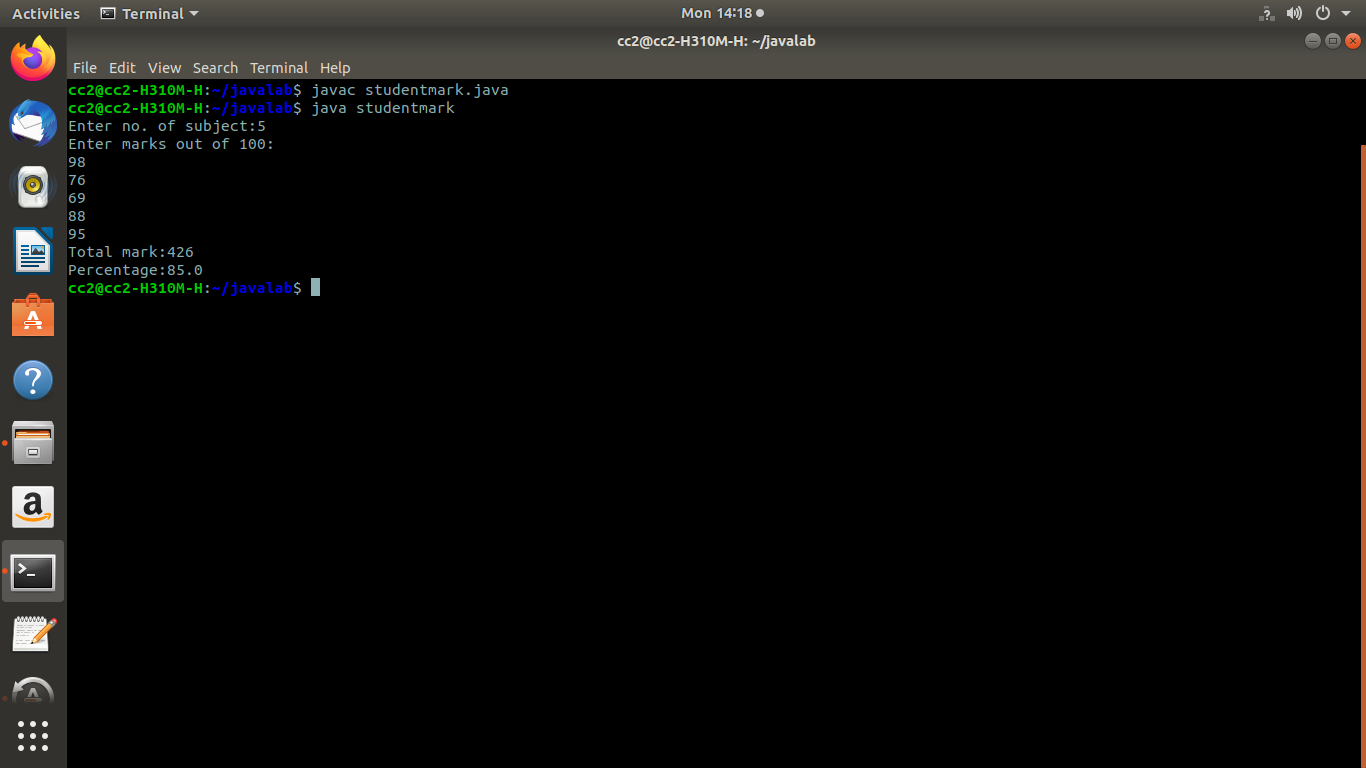 Activities Terminal Mon 14:18
cc2@cc2-H310M-H: ~/javalab
File Edit View Search Terminal Help
cc2@cc2-H310M-H:~/javalab$ javac studentmark.java
cc2@cc2-H310M-H:~/javalab$ java studentmark
Enter no. of subject:5
Enter marks out of 100:
98
76
69
88
95
Total mark:426
Percentage:85.0
cc2@cc2-H310M-H:~/javalab$